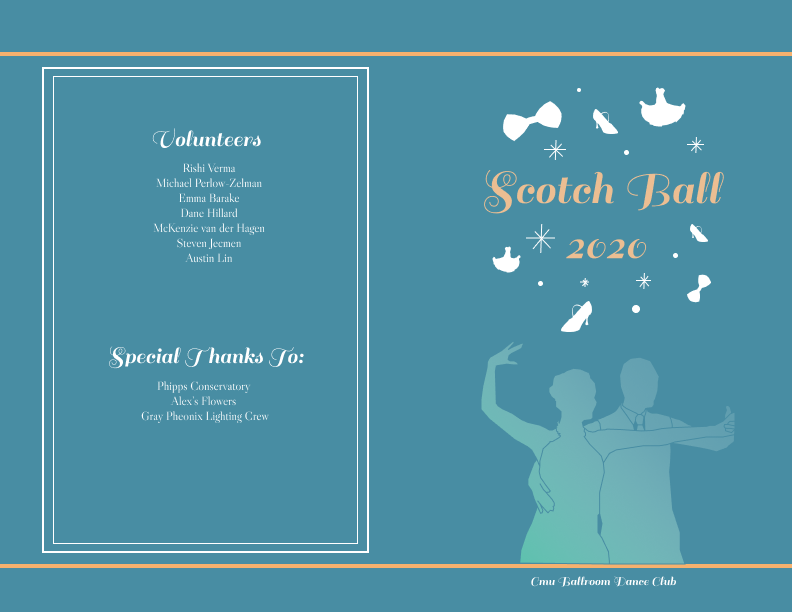 Volunteers
Rishi Verma
Michael Perlow-Zelman
Emma Barake
Dane Hillard
McKenzie van der Hagen
Steven Jecmen
Austin Lin
Special Thanks To:
Phipps Conservatory
Alex's Flowers
Gray Pheonix Lighting Crew
Scotch Ball
2020
Cmu Ballroom Dance Club